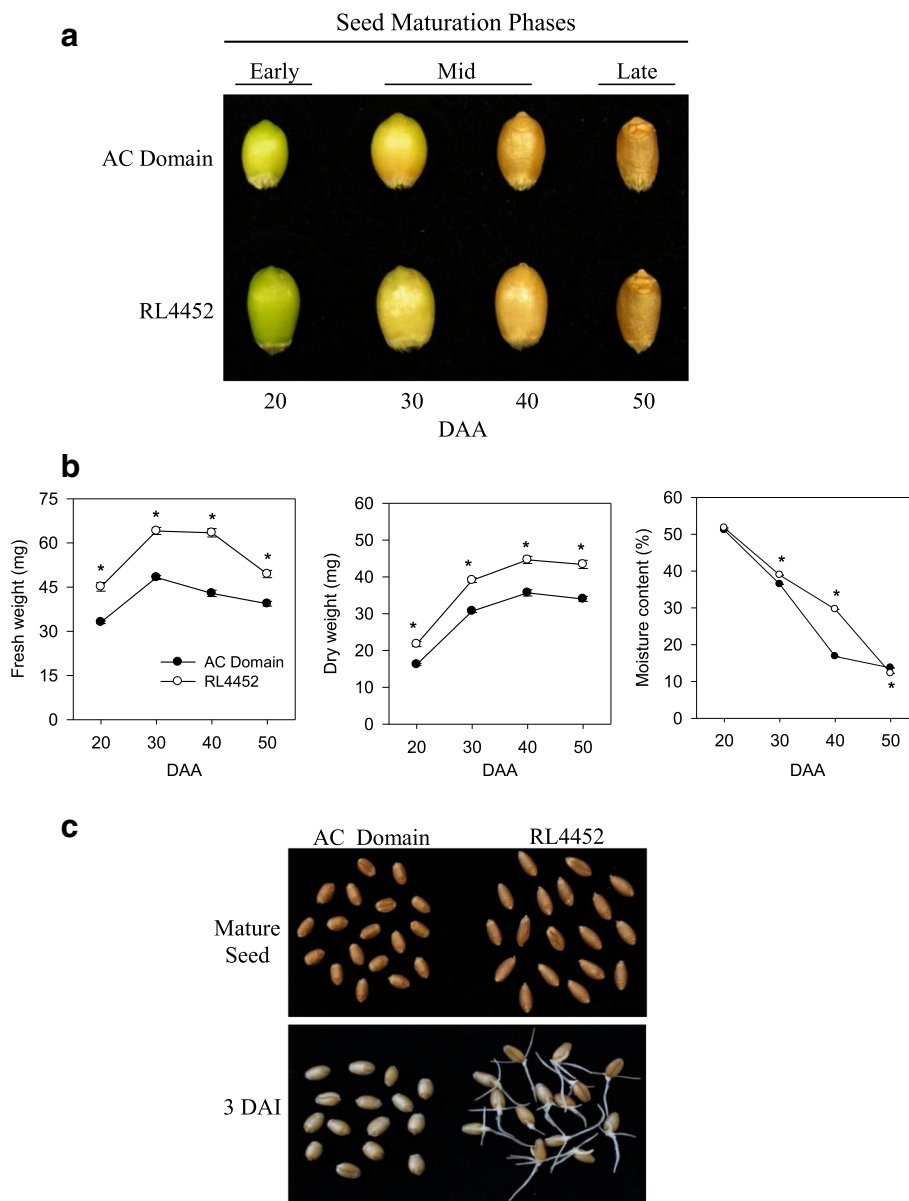 a
Seed Maturation Phases
Early Mid Late
AC Domain
RL4452
20 30 40 50
DAA
b
75
60
45
30
15
0
Fresh weight (mg)
* * * *
AC Domain
RL4452
20 30 40 50
DAA
60
50
40
30
20
10
0
Dry weight (mg)
* * * *
20 30 40 50
DAA
60
50
40
30
20
10
0
Moisture content (%)
* * *
20 30 40 50
DAA
c
AC Domain RL4452
Mature
Seed
3 DAI